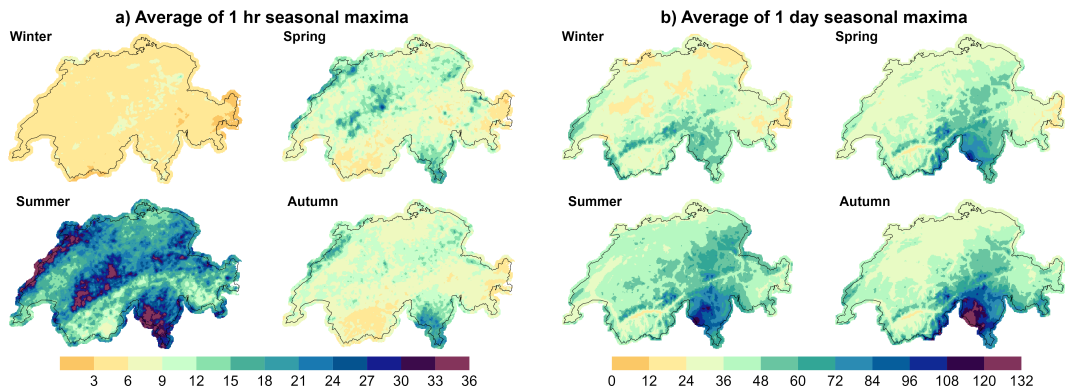 a) Average of 1 hr seasonal maxima
Winter
Spring
Summer
Autumn
3 6 9 12 15 18 21 24 27 30 33 36
b) Average of 1 day seasonal maxima
Winter
Spring
Summer
Autumn
0 12 24 36 48 60 72 84 96 108 120 132